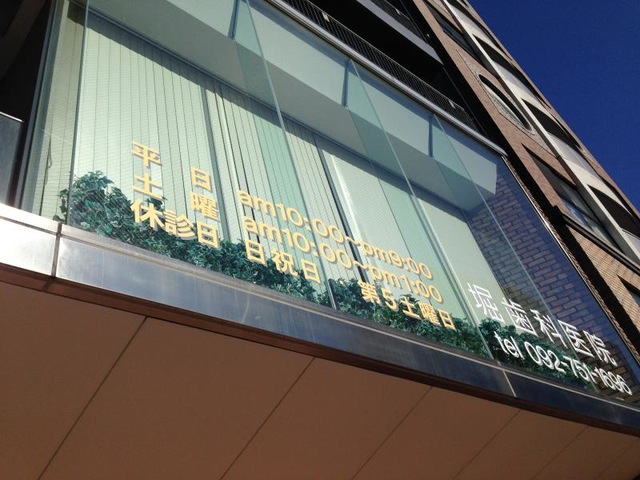 平日 am10:00~pm9:00
土曜 am10:00~pm1:00
休診日 日祝日 第5土曜日
堀歯科医院
tel 092-751-1896